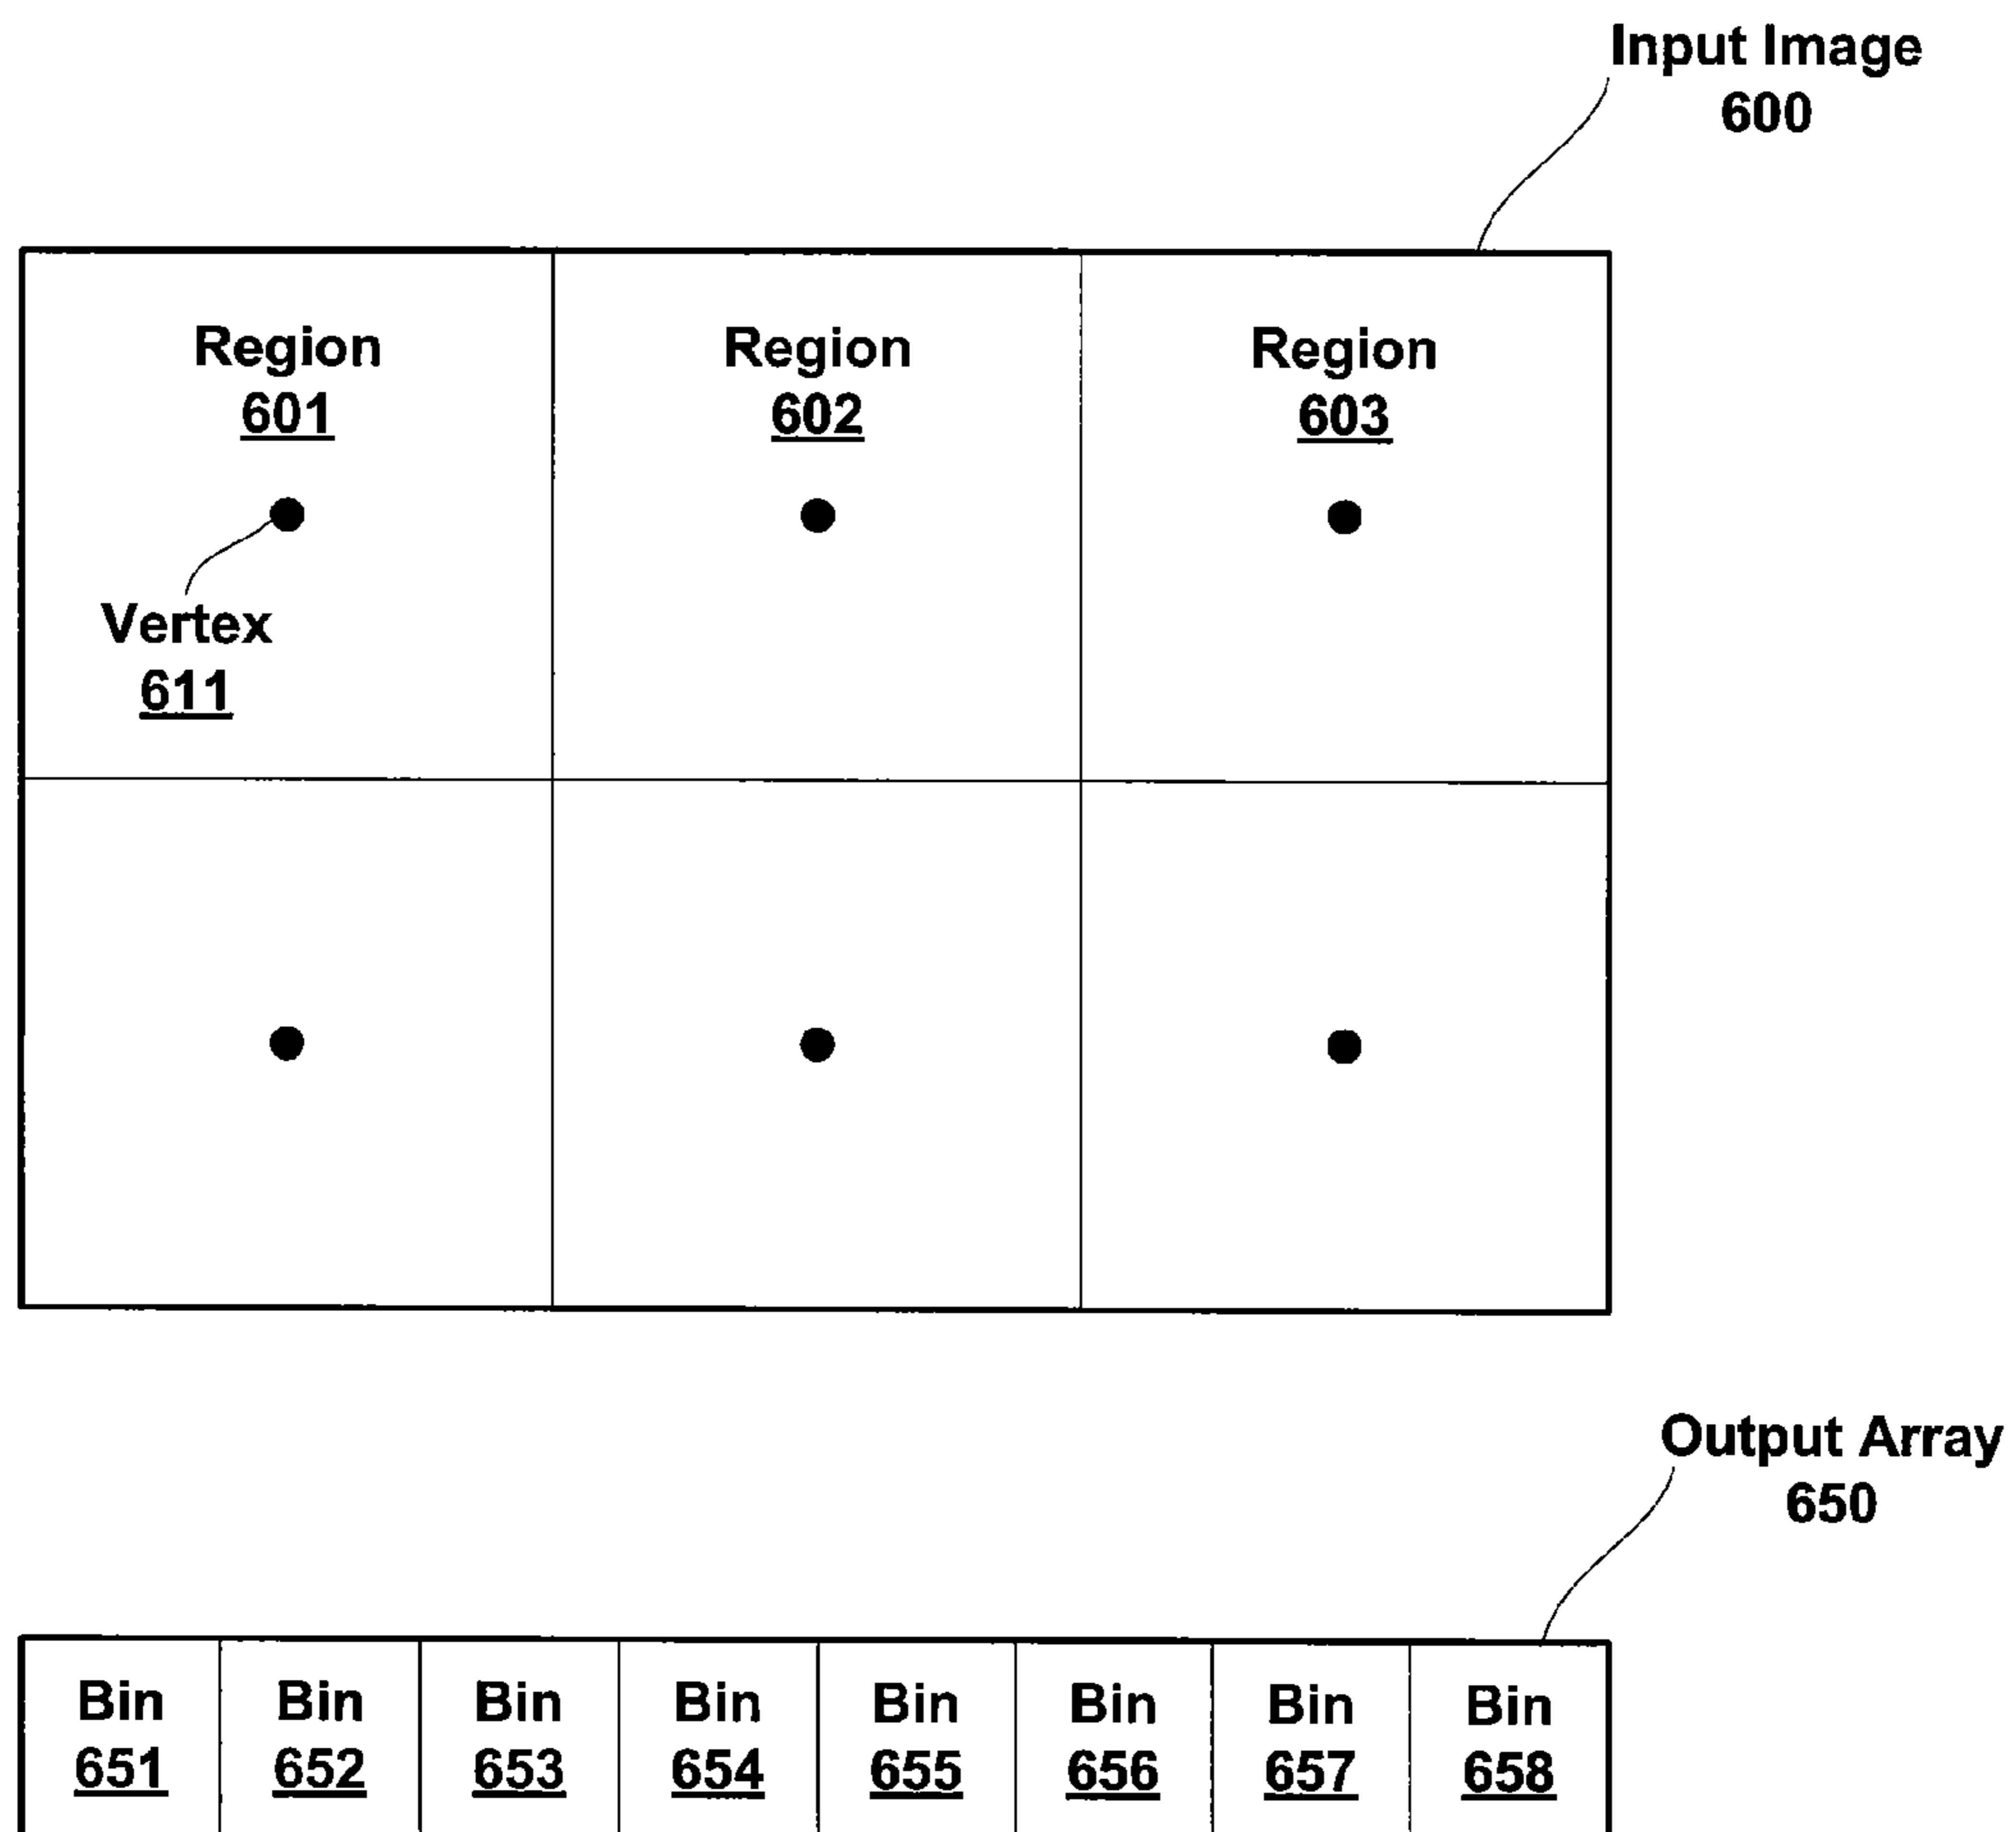 Input Image
600
Region
601
Region
602
Region
603
Vertex
611
Output Array
650
Bin
651
Bin
652
Bin
653
Bin
654
Bin
655
Bin
656
Bin
657
Bin
658